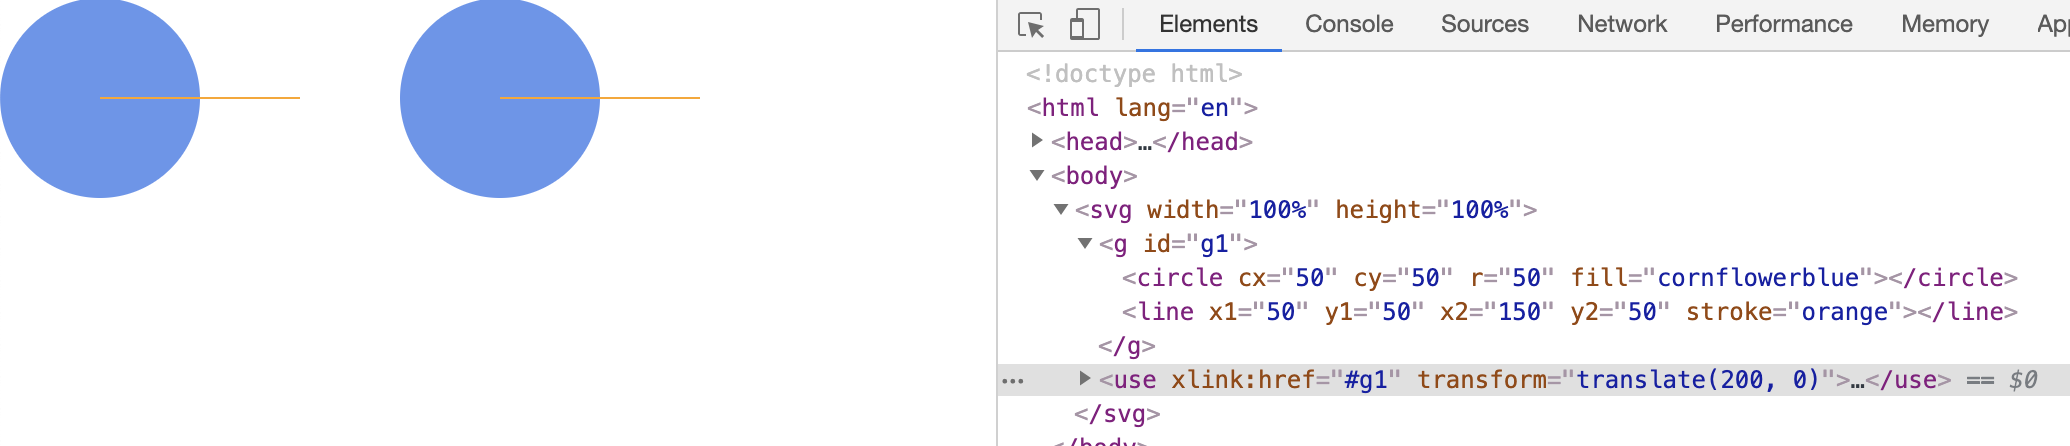 Elements Console Sources Network Performance Memory App
<!doctype html>
<html lang="en">
<head>…</head>
<body>
<svg width="100%" height="100%">
<g id="g1">
<circle cx="50" cy="50" r="50" fill="cornflowerblue"></circle>
<line x1="50" y1="50" x2="150" y2="50" stroke="orange"></line>
</g>
… <use xlink:href="#g1" transform="translate(200, 0)">…</use> == $0
</svg>
</body>